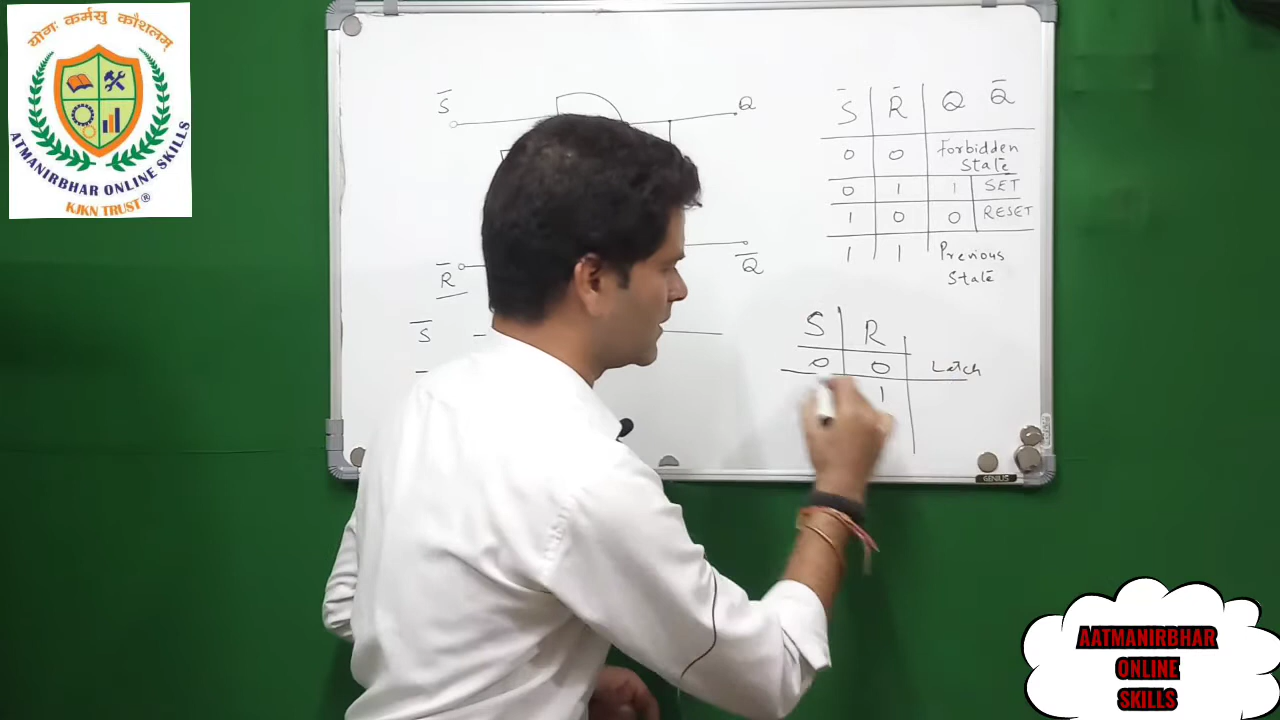 योगः कर्मसु कौशलम्
ATMANIRBHAR ONLINE SKILLS
KJKN TRUST®
S̄ Q
R̄ Q̄
S̄
S̄ R̄ Q Q̄
0 0 Forbidden State
0 1 1 SET
1 0 0 RESET
1 1 Previous State
S R
0 0 Latch
1
GENIUS
AATMANIRBHAR
ONLINE
SKILLS